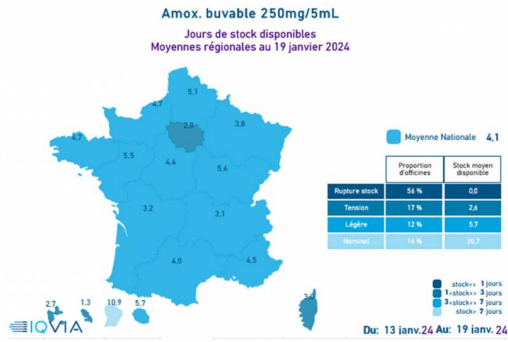 Amox. buvable 250mg/5mL
Jours de stock disponibles
Moyennes régionales au 19 janvier 2024
5,1
4,7
2,8
3,8
4,7
5,5
4,4
5,6
3,2
3,1
4,0
4,5
2,7
1.3
10.9
5.7
Moyenne Nationale 4,1
Proportion d'officines Stock moyen disponible
Rupture stock 56 % 0,0
Tension 17 % 2,6
Légère 12 % 5,7
Nominal 14 % 20,7
stock<= 1 jours
1<stock<= 3 jours
3<stock<= 7 jours
stock> 7 jours
IQVIA
Du: 13 janv.24 Au: 19 janv.24